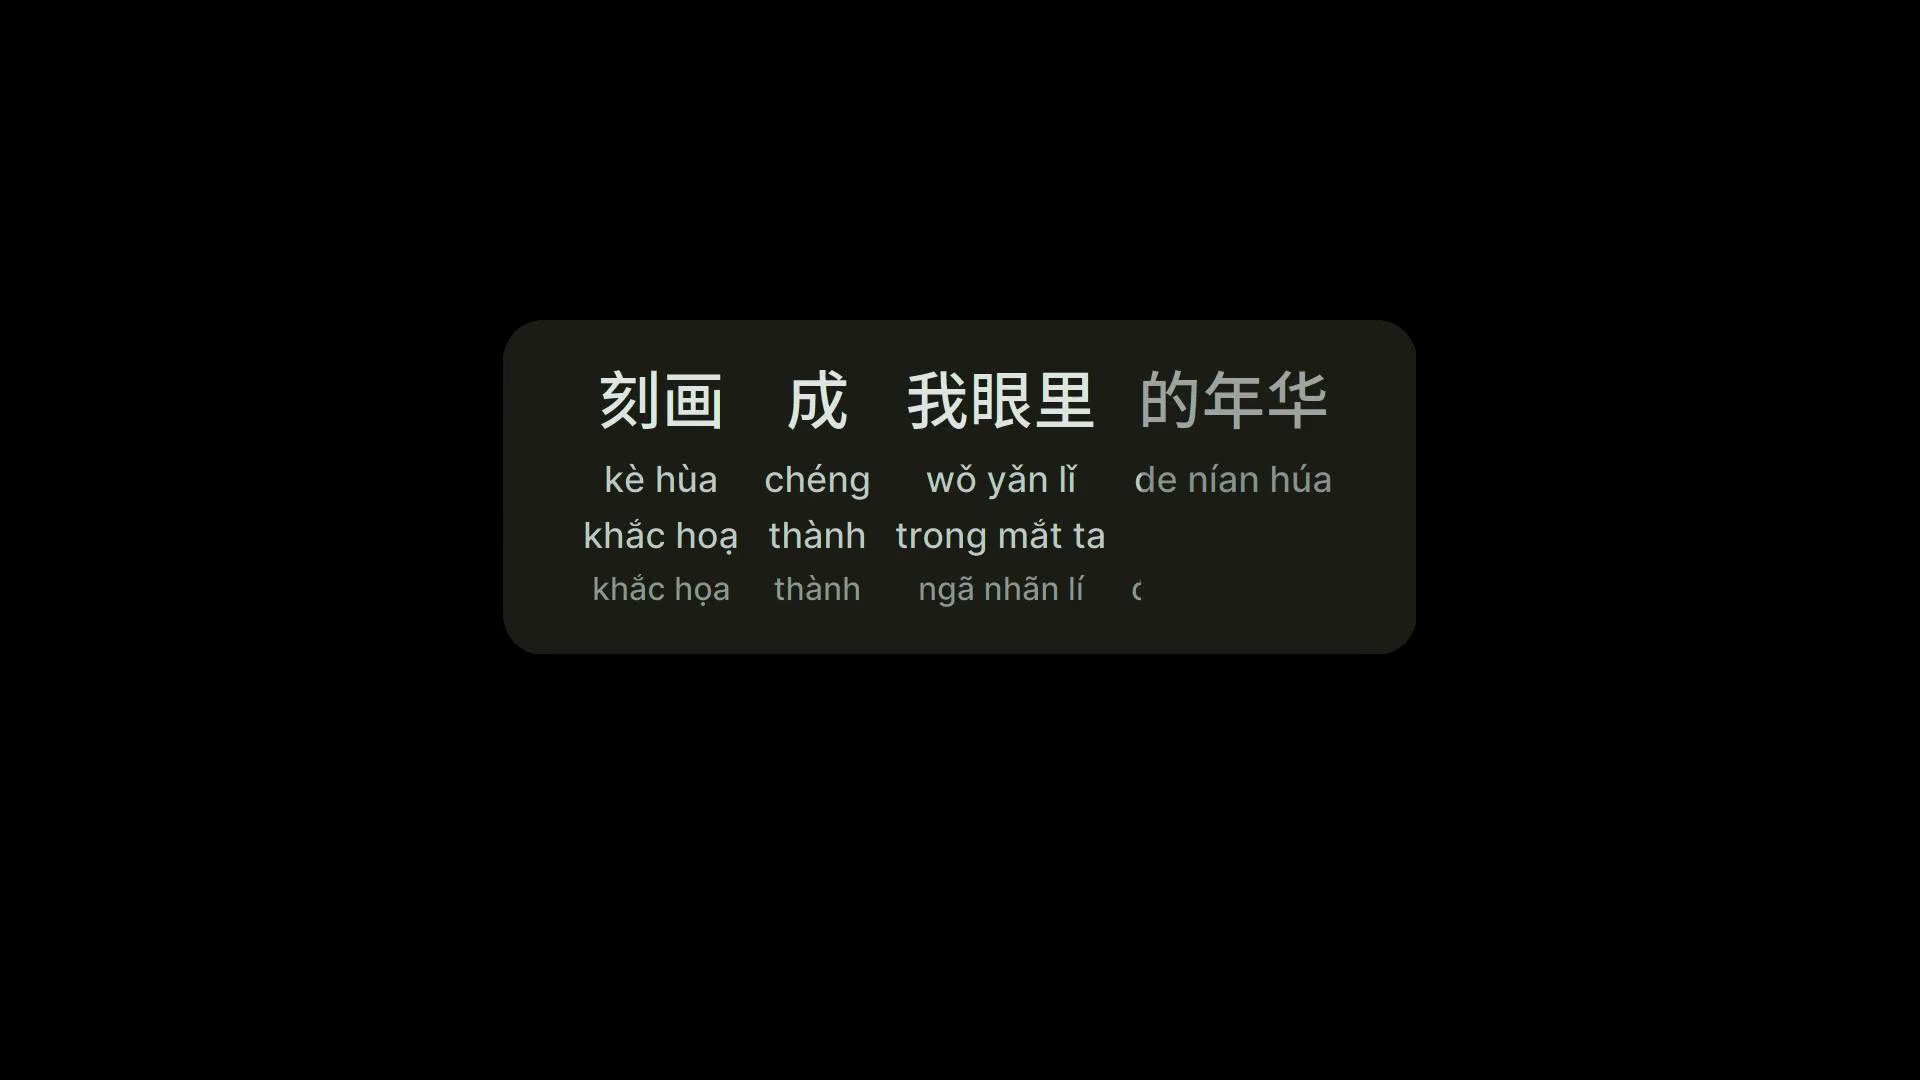 刻画 成 我眼里 的年华
kè hùa chéng wǒ yǎn lǐ de nían húa
khắc hoạ thành trong mắt ta
khắc họa thành ngã nhãn lí